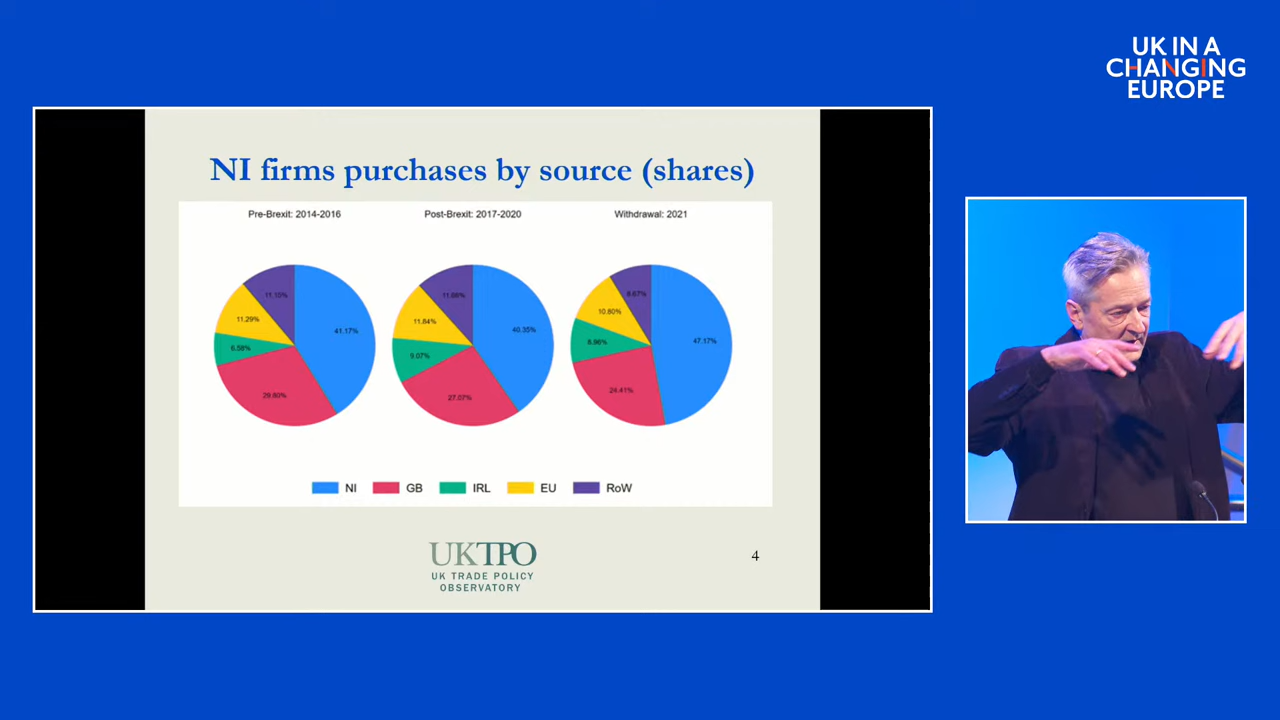 UK IN A
CHANGING
EUROPE
NI firms purchases by source (shares)
Pre-Brexit: 2014-2016
Post-Brexit: 2017-2020
Withdrawal: 2021
11.15%
11.29%
6.58%
41.17%
29.80%
11.66%
11.84%
9.07%
40.35%
27.07%
8.67%
10.80%
8.96%
47.17%
24.41%
NI GB IRL EU RoW
UKTPO
UK TRADE POLICY
OBSERVATORY
4